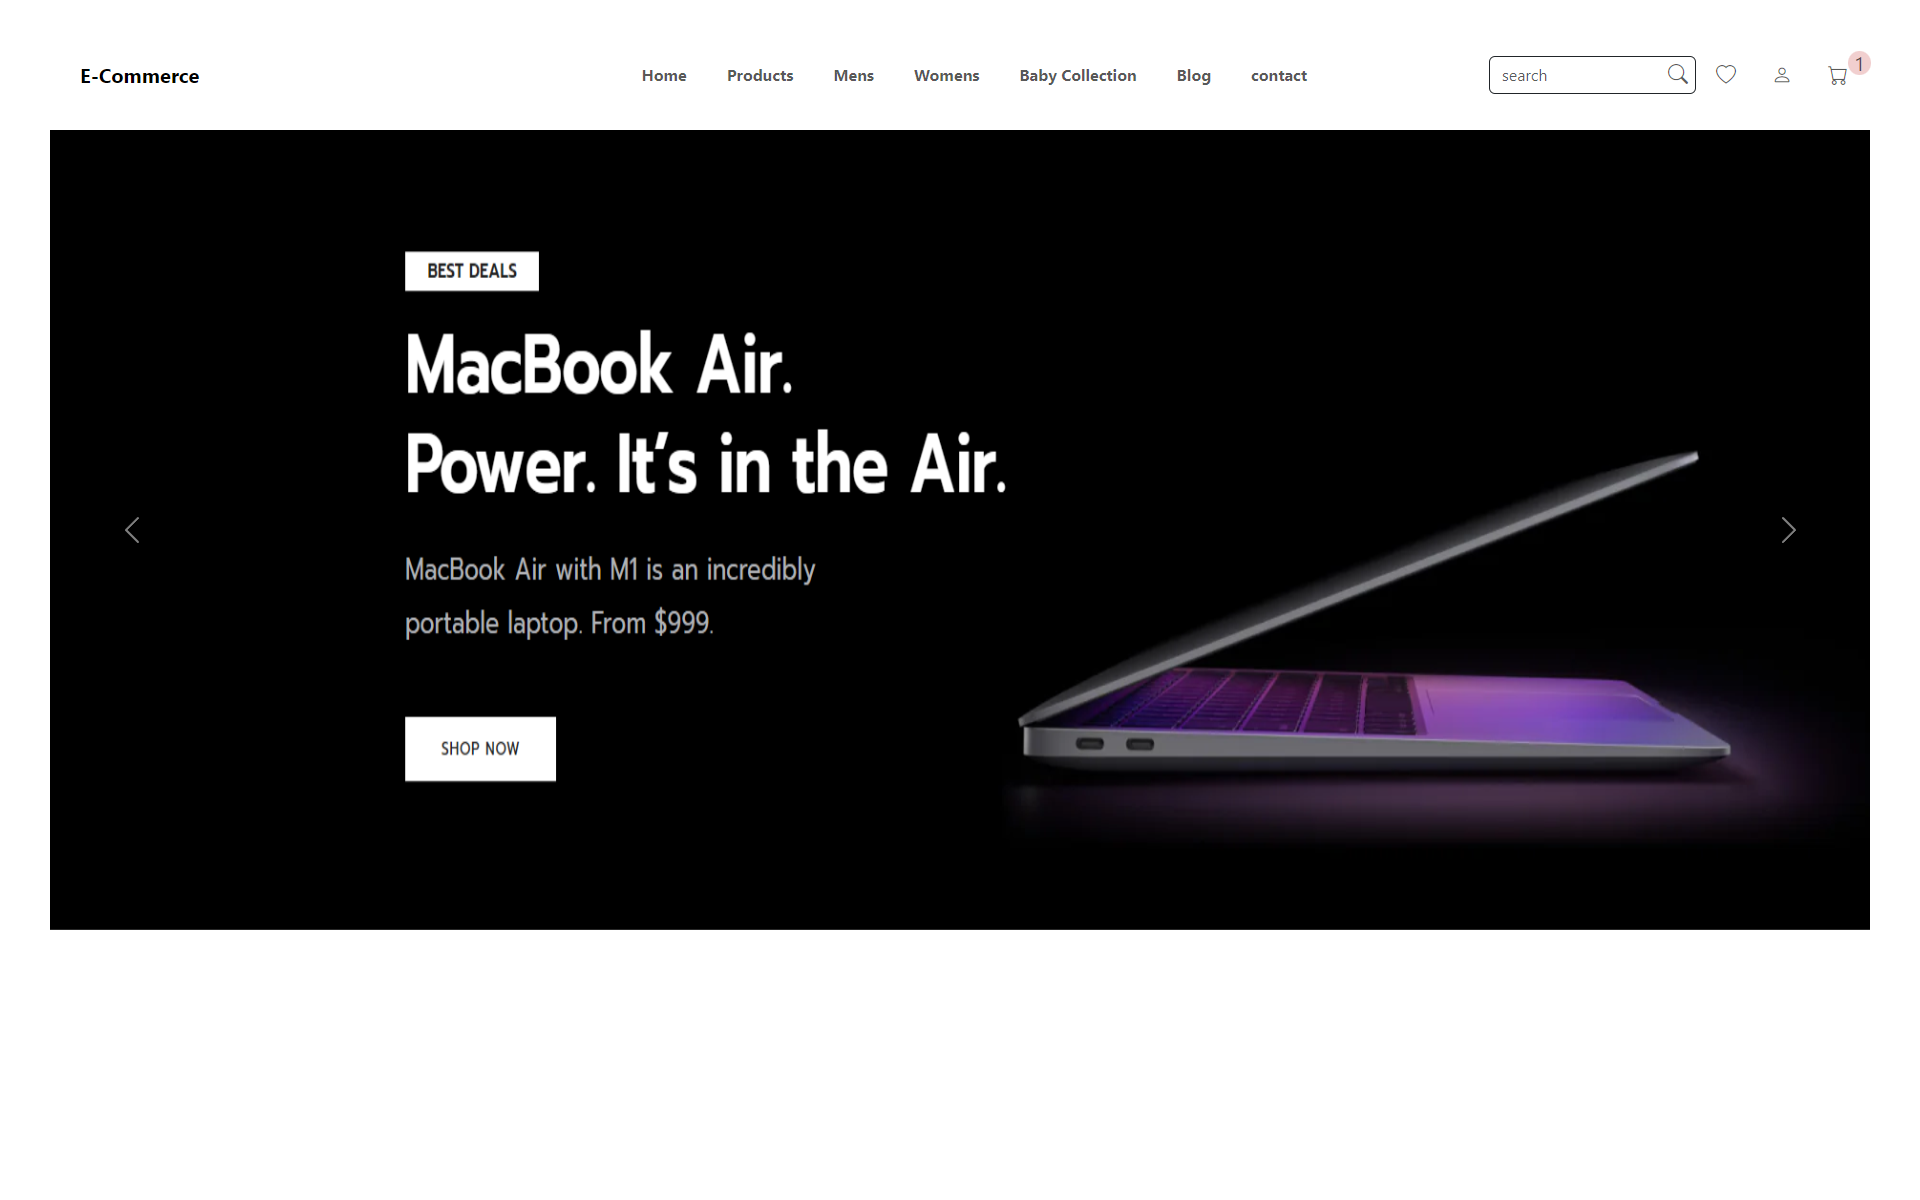 E-Commerce
Home Products Mens Womens Baby Collection Blog contact
search
1
BEST DEALS
MacBook Air.
Power. It’s in the Air.
MacBook Air with M1 is an incredibly
portable laptop. From $999.
SHOP NOW